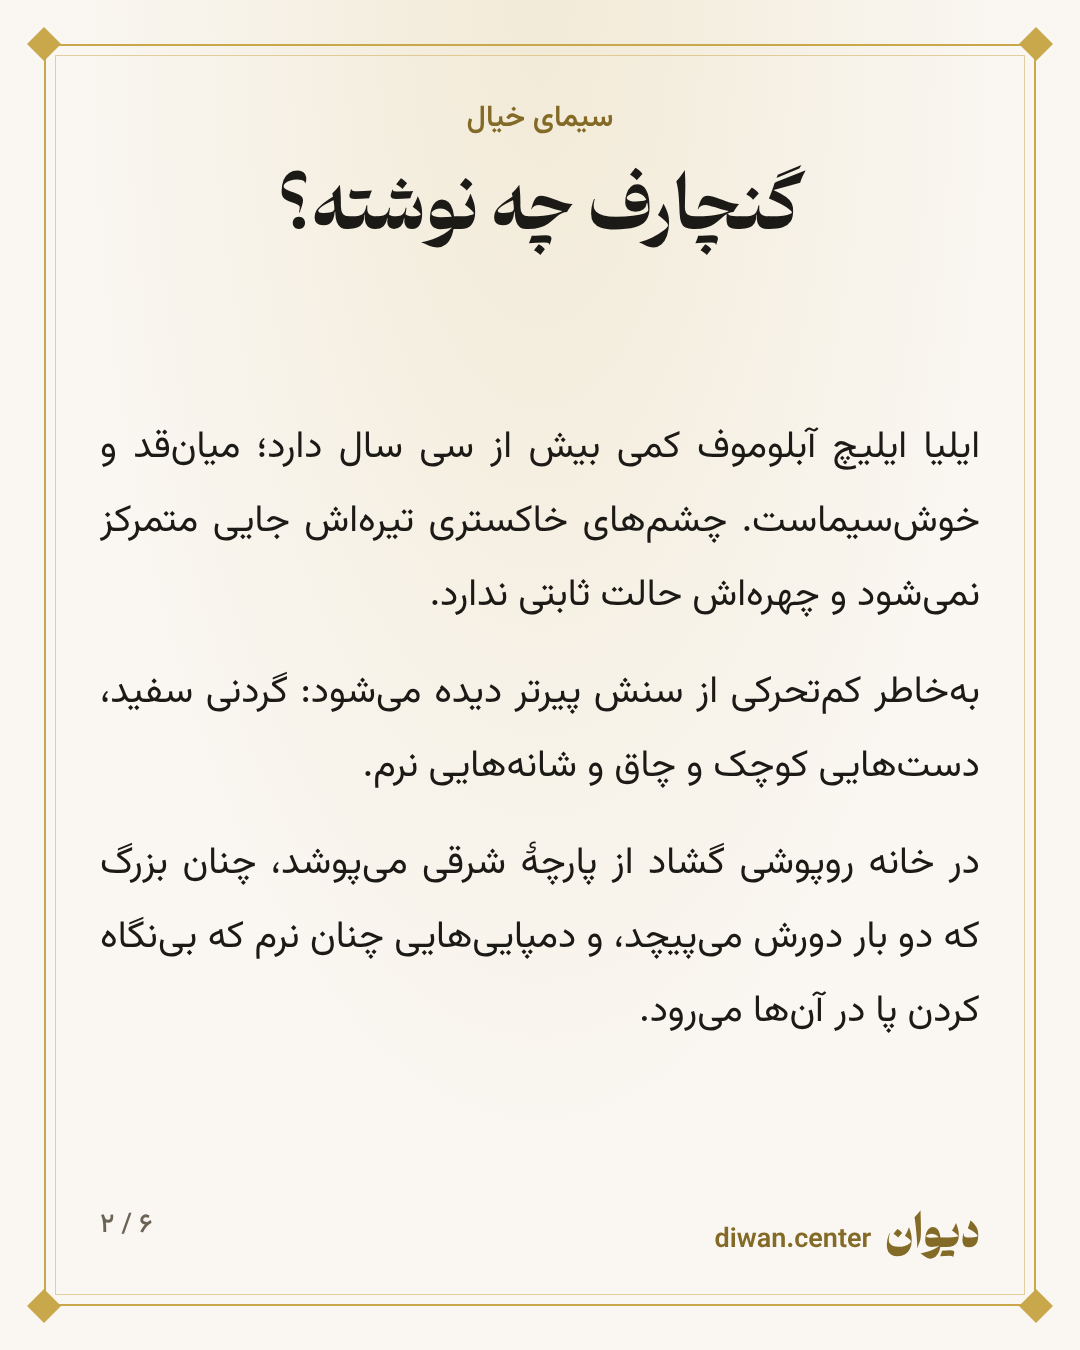 سیمای خیال
گنچارف چه نوشته؟
ایلیا ایلیچ آبلوموف کمی بیش از سی سال دارد؛ میان‌قد و
خوش‌سیماست. چشم‌های خاکستری تیره‌اش جایی متمرکز
نمی‌شود و چهره‌اش حالت ثابتی ندارد.
به‌خاطر کم‌تحرکی از سنش پیرتر دیده می‌شود: گردنی سفید،
دست‌هایی کوچک و چاق و شانه‌هایی نرم.
در خانه روپوشی گشاد از پارچهٔ شرقی می‌پوشد، چنان بزرگ
که دو بار دورش می‌پیچد، و دمپایی‌هایی چنان نرم که بی‌نگاه
کردن پا در آن‌ها می‌رود.
دیوان diwan.center
۲ / ۶